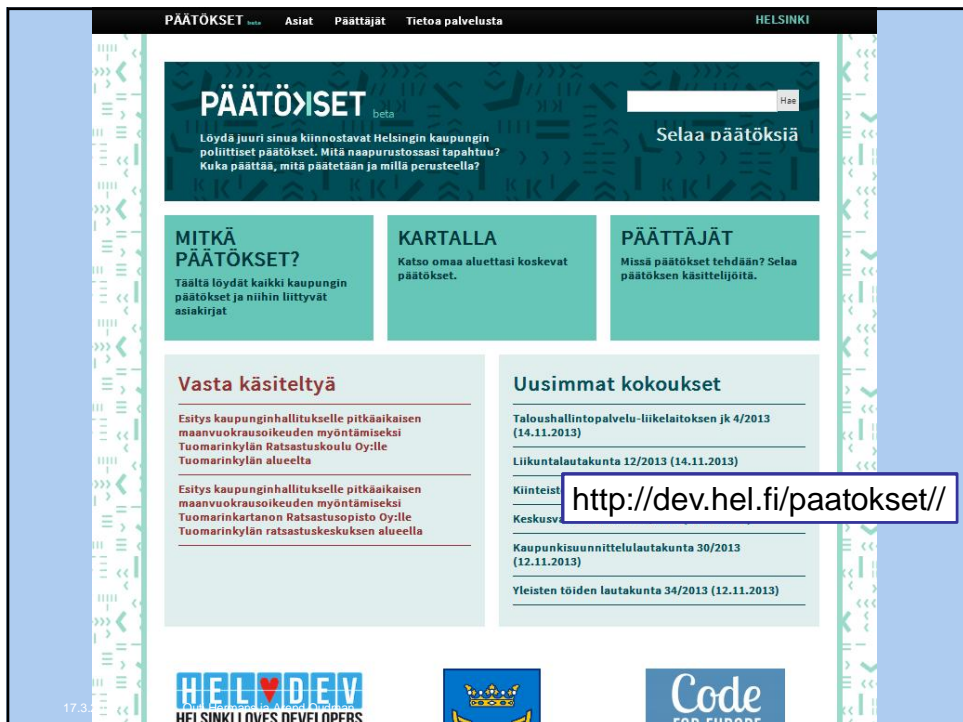 PÄÄTÖKSET beta Asiat Päättäjät Tietoa palvelusta HELSINKI
PÄÄTÖKSET beta
Löydä juuri sinua kiinnostavat Helsingin kaupungin
poliittiset päätökset. Mitä naapurustossasi tapahtuu?
Kuka päättää, mitä päätetään ja millä perusteella?
Hae
Selaa päätöksiä
MITKÄ
PÄÄTÖKSET?
Täältä löydät kaikki kaupungin
päätökset ja niihin liittyvät
asiakirjat
KARTALLA
Katso omaa aluettasi koskevat
päätökset.
PÄÄTTÄJÄT
Missä päätökset tehdään? Selaa
päätöksen käsittelijöitä.
Vasta käsiteltyä
Esitys kaupunginhallitukselle pitkäaikaisen
maanvuokrausoikeuden myöntämiseksi
Tuomarinkylän Ratsastuskoulu Oy:lle
Tuomarinkylän alueelta
Esitys kaupunginhallitukselle pitkäaikaisen
maanvuokrausoikeuden myöntämiseksi
Tuomarinkartanon Ratsastusopisto Oy:lle
Tuomarinkylän ratsastuskeskuksen alueella
Uusimmat kokoukset
Taloushallintopalvelu-liikelaitoksen jk 4/2013
(14.11.2013)
Liikuntalautakunta 12/2013 (14.11.2013)
http://dev.hel.fi/paatokset//
Kaupunkisuunnittelulautakunta 30/2013
(12.11.2013)
Yleisten töiden lautakunta 34/2013 (12.11.2013)
HEL DEV
HELSINKI LOVES DEVELOPERS
Code
FOR EUROPE
17.3.